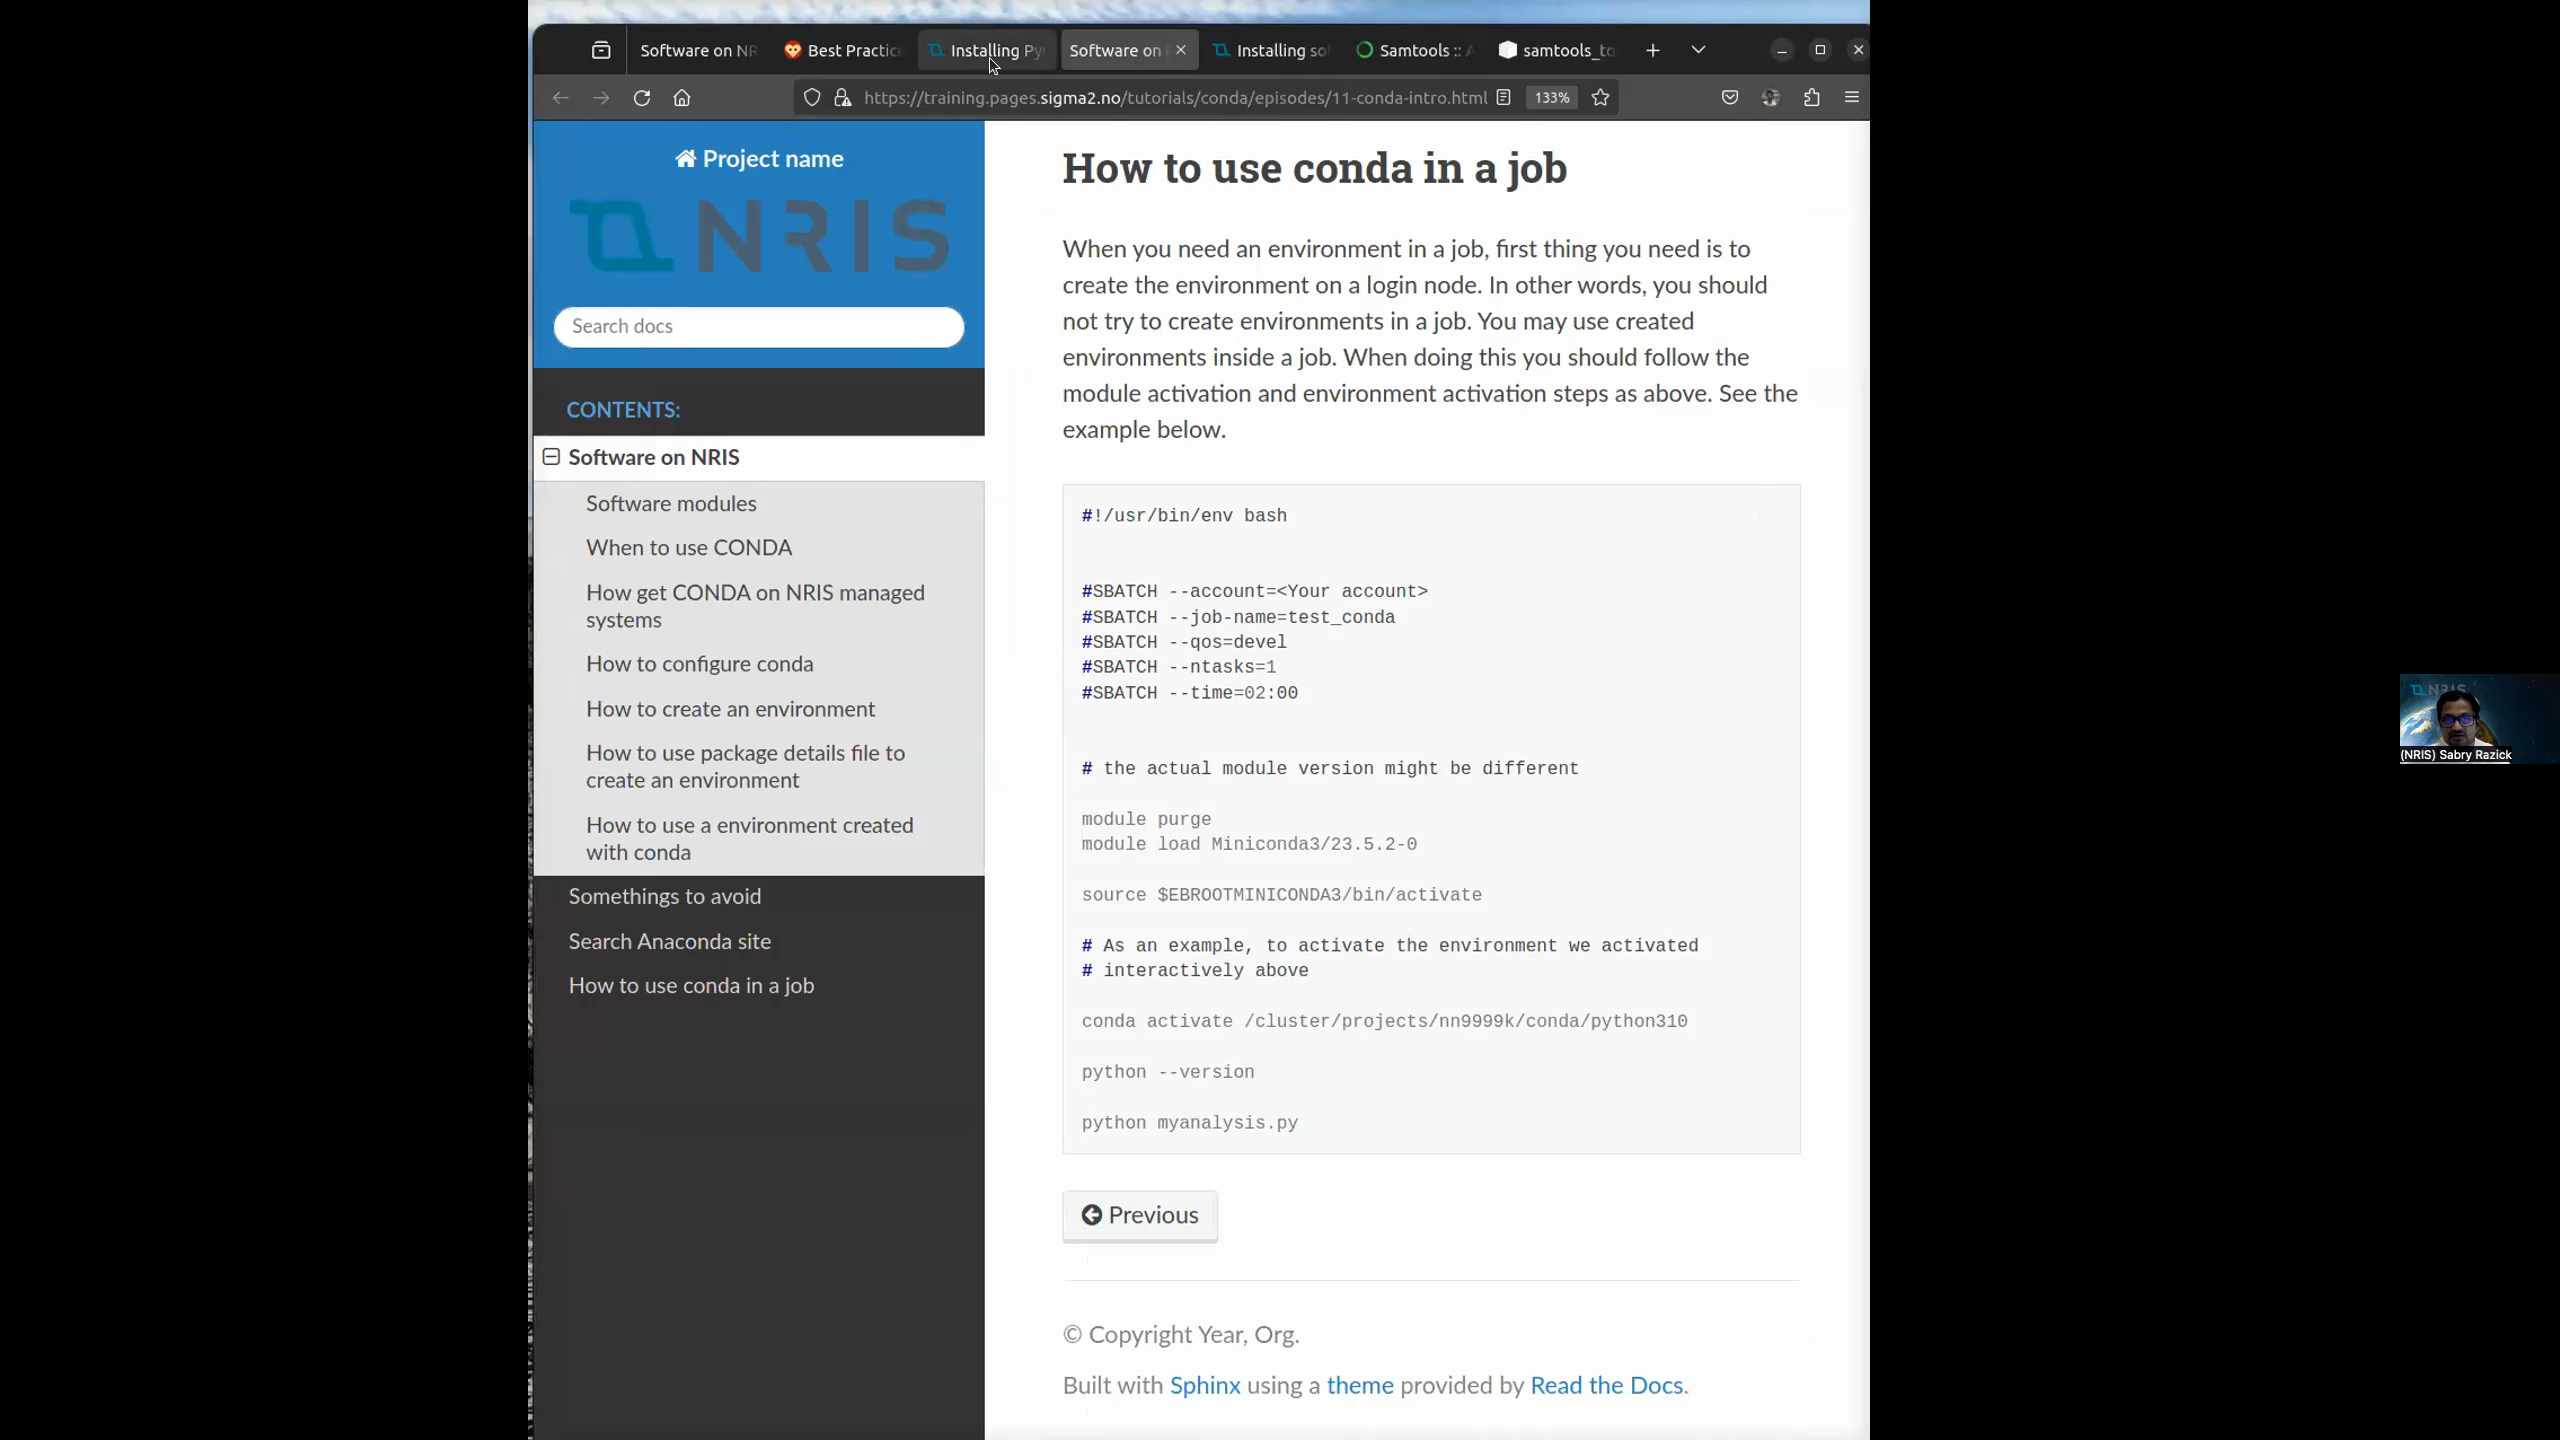 Software on NR
Best Practic
Installing Py
Software on
Installing so
Samtools ::
samtools_to
https://training.pages.sigma2.no/tutorials/conda/episodes/11-conda-intro.html
133%
Project name
NRIS
Search docs
CONTENTS:
Software on NRIS
Software modules
When to use CONDA
How get CONDA on NRIS managed
systems
How to configure conda
How to create an environment
How to use package details file to
create an environment
How to use a environment created
with conda
Somethings to avoid
Search Anaconda site
How to use conda in a job
How to use conda in a job
When you need an environment in a job, first thing you need is to
create the environment on a login node. In other words, you should
not try to create environments in a job. You may use created
environments inside a job. When doing this you should follow the
module activation and environment activation steps as above. See the
example below.
#!/usr/bin/env bash
#SBATCH --account=<Your account>
#SBATCH --job-name=test_conda
#SBATCH --qos=devel
#SBATCH --ntasks=1
#SBATCH --time=02:00
# the actual module version might be different
module purge
module load Miniconda3/23.5.2-0
source $EBROOTMINICONDA3/bin/activate
# As an example, to activate the environment we activated
# interactively above
conda activate /cluster/projects/nn9999k/conda/python310
python --version
python myanalysis.py
Previous
© Copyright Year, Org.
Built with Sphinx using a theme provided by Read the Docs.
NRIS
(NRIS) Sabry Razick